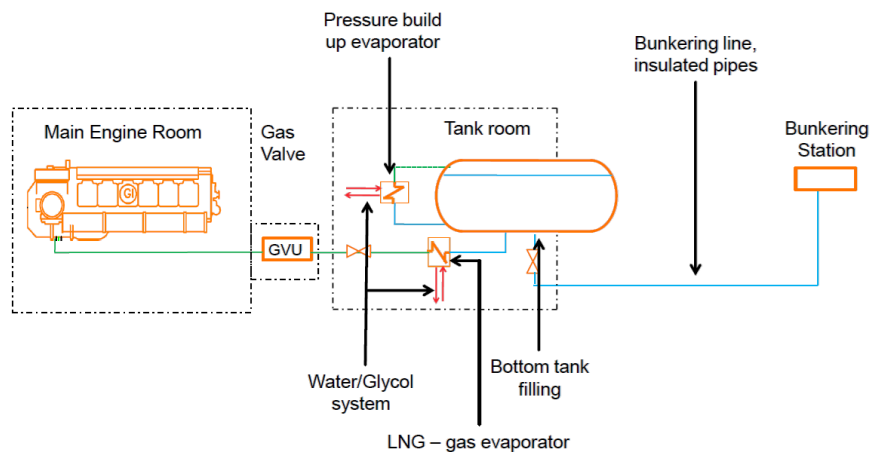 Pressure build
up evaporator
Bunkering line,
insulated pipes
Main Engine Room
Gas
Valve
Tank room
Bunkering
Station
GI
GVU
Water/Glycol
system
Bottom tank
filling
LNG – gas evaporator